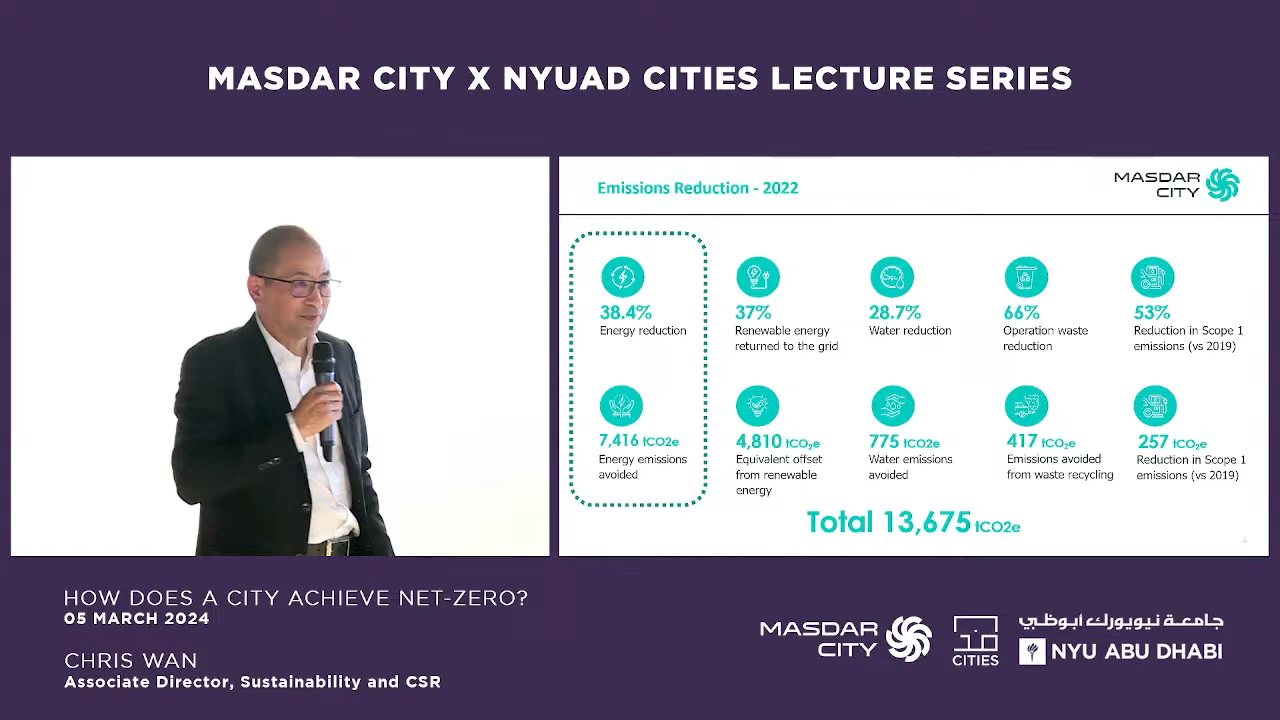 MASDAR CITY X NYUAD CITIES LECTURE SERIES
Emissions Reduction - 2022
MASDAR
CITY
38.4%
Energy reduction
37%
Renewable energy
returned to the grid
28.7%
Water reduction
66%
Operation waste
reduction
53%
Reduction in Scope 1
emissions (vs 2019)
7,416 tCO2e
Energy emissions
avoided
4,810 tCO₂e
Equivalent offset
from renewable
energy
775 tCO2e
Water emissions
avoided
417 tCO₂e
Emissions avoided
from waste recycling
257 tCO₂e
Reduction in Scope 1
emissions (vs 2019)
Total 13,675 tCO2e
6
HOW DOES A CITY ACHIEVE NET-ZERO?
05 MARCH 2024
CHRIS WAN
Associate Director, Sustainability and CSR
MASDAR
CITY
CITIES
جامعة نيويورك أبوظبي
NYU ABU DHABI